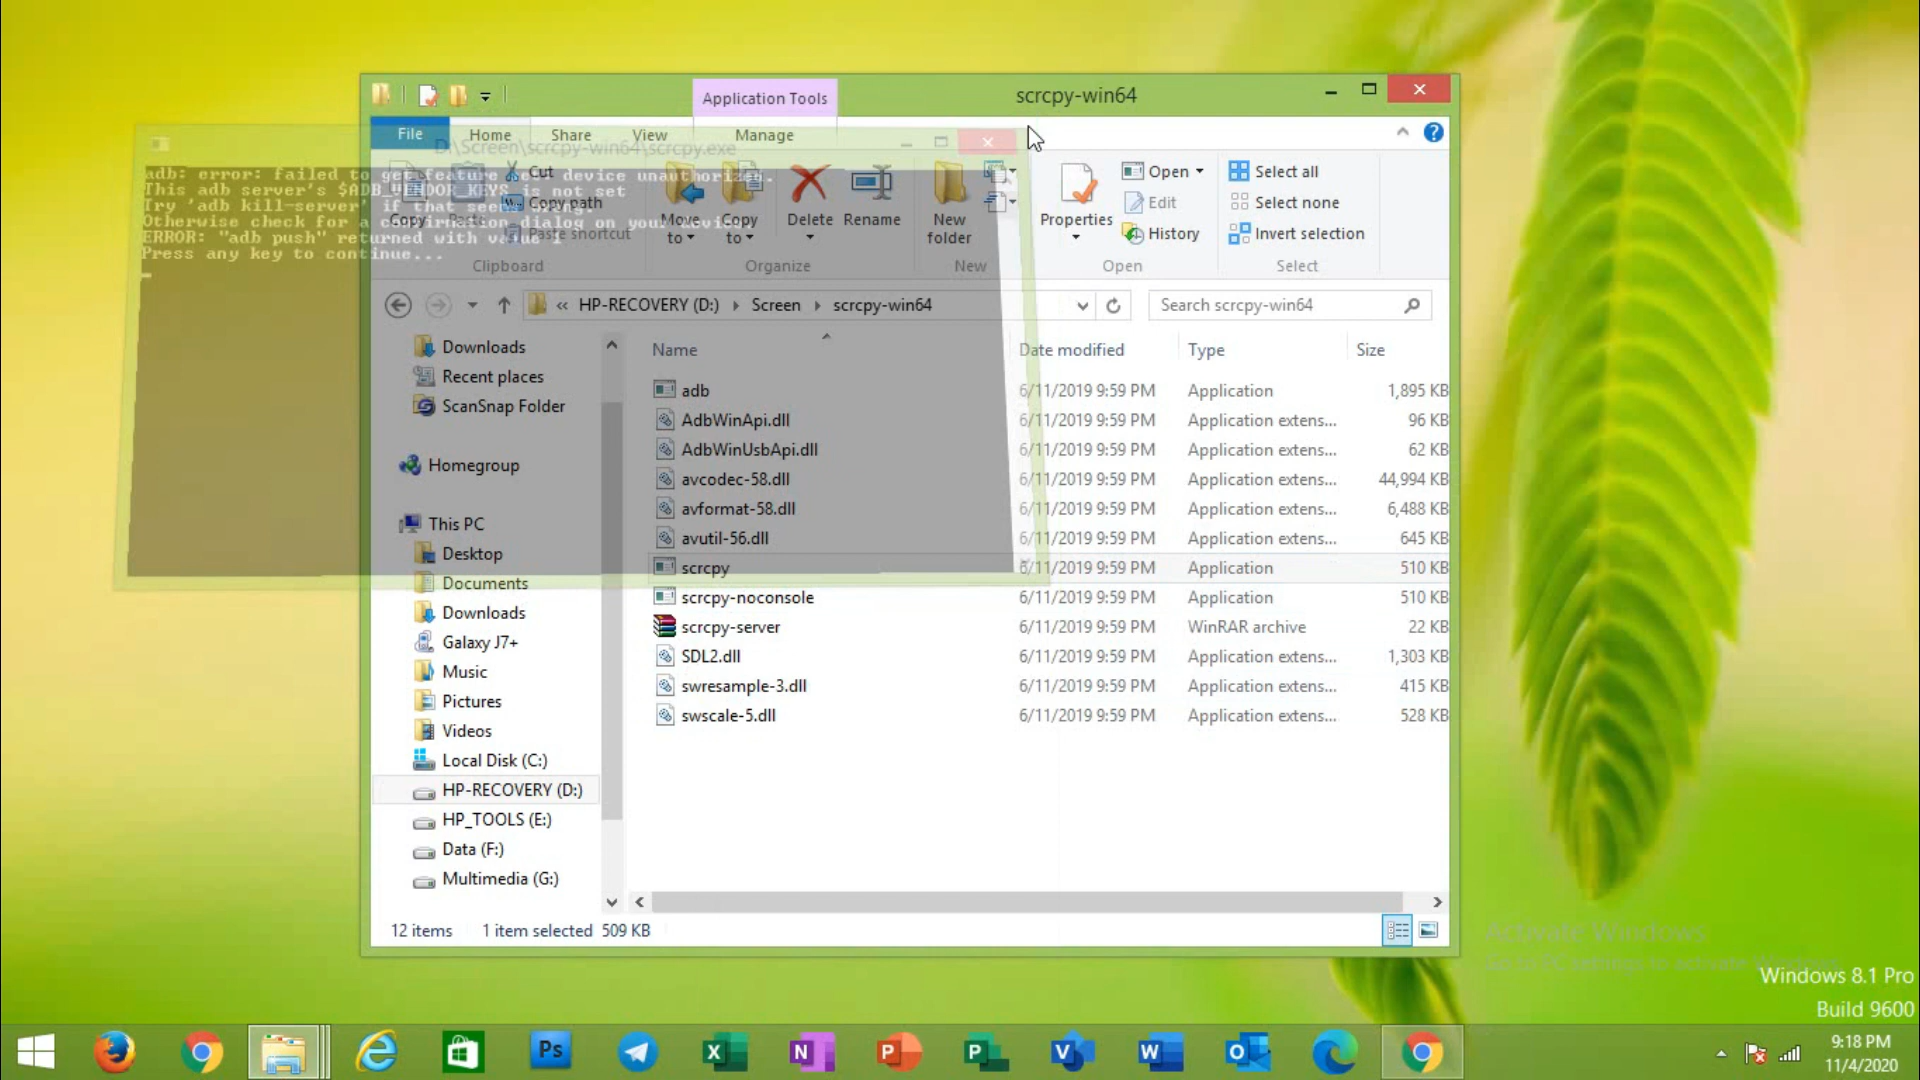 Application Tools
scrcpy-win64
File
Home
Share
View
Manage
D:\Screen\scrcpy-win64\scrcpy.exe
adb: error: failed to get feature set: device unauthorized.
This adb server's $ADB_VENDOR_KEYS is not set
Try 'adb kill-server' if that seems wrong.
Otherwise check for a confirmation dialog on your device.
ERROR: "adb push" returned with value 1
Press any key to continue...
Copy
Paste
Cut
Copy path
Paste shortcut
Clipboard
Move to
Copy to
Delete
Rename
Organize
New folder
New
Properties
Open
Edit
History
Open
Select all
Select none
Invert selection
Select
« HP-RECOVERY (D:) Screen scrcpy-win64
Search scrcpy-win64
Downloads
Recent places
ScanSnap Folder
Homegroup
This PC
Desktop
Documents
Downloads
Galaxy J7+
Music
Pictures
Videos
Local Disk (C:)
HP-RECOVERY (D:)
HP_TOOLS (E:)
Data (F:)
Multimedia (G:)
Name Date modified Type Size
adb 6/11/2019 9:59 PM Application 1,895 KB
AdbWinApi.dll 6/11/2019 9:59 PM Application extens... 96 KB
AdbWinUsbApi.dll 6/11/2019 9:59 PM Application extens... 62 KB
avcodec-58.dll 6/11/2019 9:59 PM Application extens... 44,994 KB
avformat-58.dll 6/11/2019 9:59 PM Application extens... 6,488 KB
avutil-56.dll 6/11/2019 9:59 PM Application extens... 645 KB
scrcpy 6/11/2019 9:59 PM Application 510 KB
scrcpy-noconsole 6/11/2019 9:59 PM Application 510 KB
scrcpy-server 6/11/2019 9:59 PM WinRAR archive 22 KB
SDL2.dll 6/11/2019 9:59 PM Application extens... 1,303 KB
swresample-3.dll 6/11/2019 9:59 PM Application extens... 415 KB
swscale-5.dll 6/11/2019 9:59 PM Application extens... 528 KB
12 items 1 item selected 509 KB
Activate Windows
Go to PC settings to activate Windows.
Windows 8.1 Pro
Build 9600
Ps
X
N
P
P
V
W
O
9:18 PM
11/4/2020